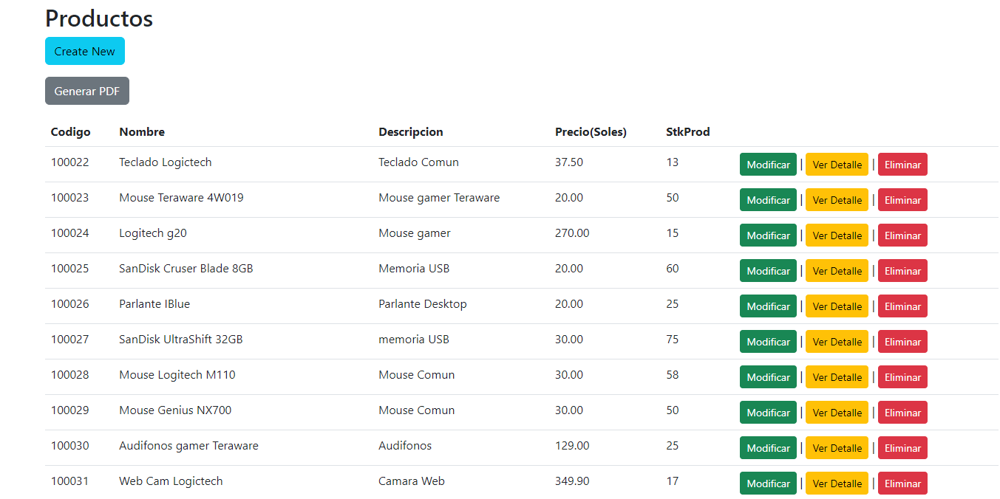 Productos
Create New
Generar PDF
Codigo Nombre Descripcion Precio(Soles) StkProd
100022 Teclado Logictech Teclado Comun 37.50 13 Modificar | Ver Detalle | Eliminar
100023 Mouse Teraware 4W019 Mouse gamer Teraware 20.00 50 Modificar | Ver Detalle | Eliminar
100024 Logitech g20 Mouse gamer 270.00 15 Modificar | Ver Detalle | Eliminar
100025 SanDisk Cruser Blade 8GB Memoria USB 20.00 60 Modificar | Ver Detalle | Eliminar
100026 Parlante IBlue Parlante Desktop 20.00 25 Modificar | Ver Detalle | Eliminar
100027 SanDisk UltraShift 32GB memoria USB 30.00 75 Modificar | Ver Detalle | Eliminar
100028 Mouse Logitech M110 Mouse Comun 30.00 58 Modificar | Ver Detalle | Eliminar
100029 Mouse Genius NX700 Mouse Comun 30.00 50 Modificar | Ver Detalle | Eliminar
100030 Audifonos gamer Teraware Audifonos 129.00 25 Modificar | Ver Detalle | Eliminar
100031 Web Cam Logictech Camara Web 349.90 17 Modificar | Ver Detalle | Eliminar